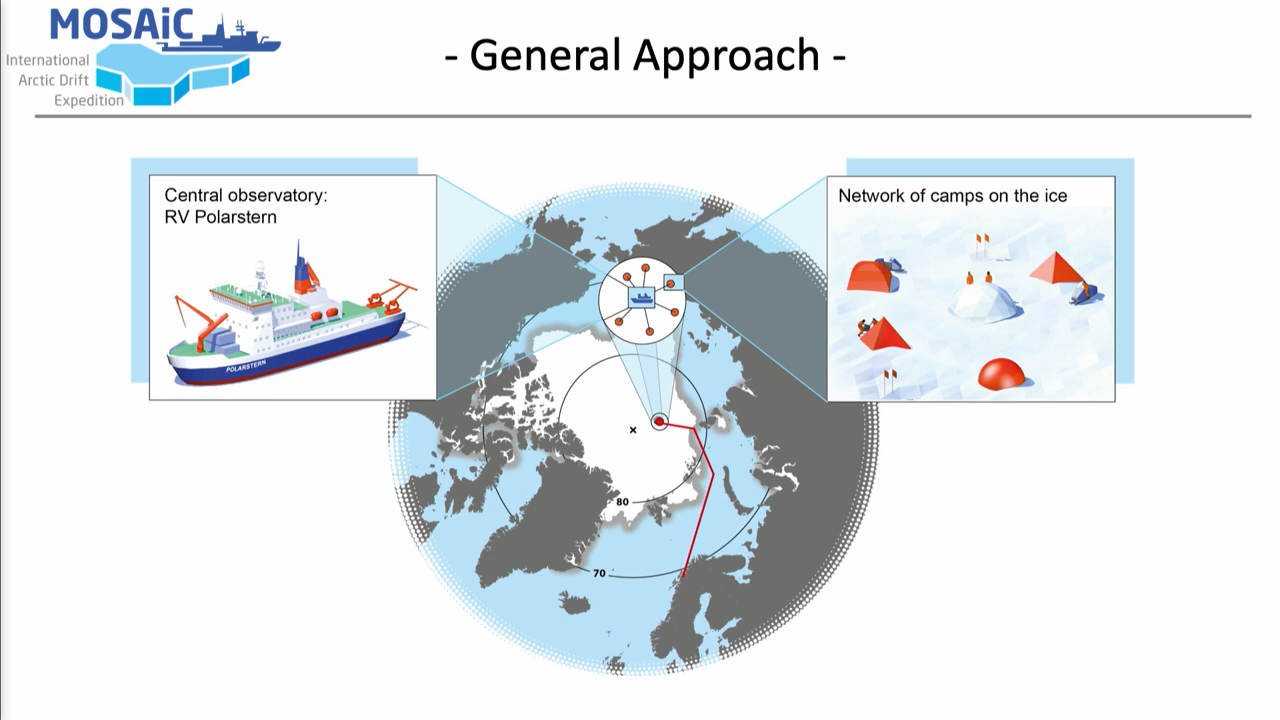 MOSAiC
International
Arctic Drift
Expedition
- General Approach -
Central observatory:
RV Polarstern
POLARSTERN
Network of camps on the ice
80
70